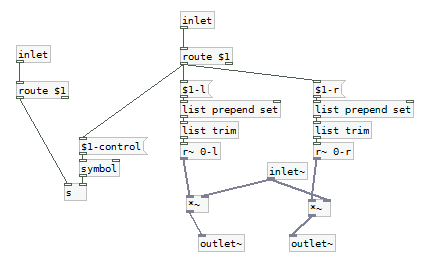 inlet
inlet
route $1
route $1
$1-l
$1-r
list prepend set
list prepend set
list trim
list trim
$1-control
r~ 0-l
r~ 0-r
symbol
inlet~
s
*~
*~
outlet~
outlet~